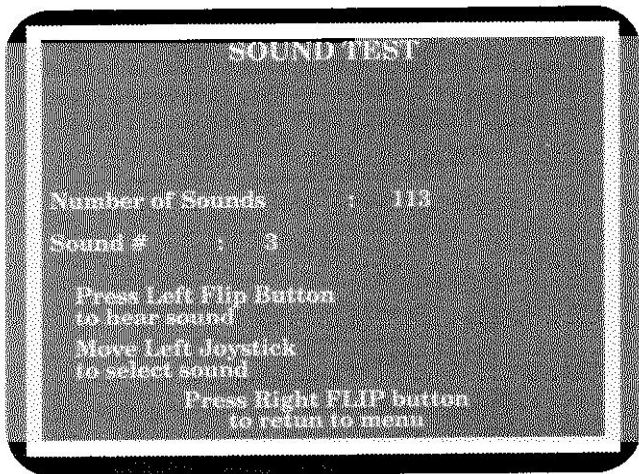 SOUND TEST
Number of Sounds : 113
Sound # : 3
Press Left Flip Button
to hear sound
Move Left Joystick
to select sound
Press Right FLIP button
to retun to menu